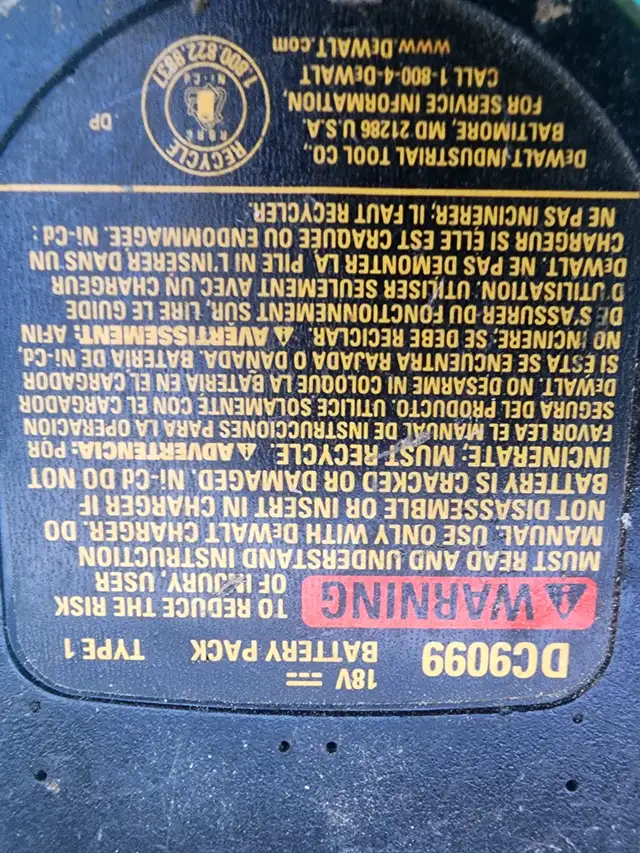 DC9099
18V ⎓
BATTERY PACK
TYPE 1
⚠ WARNING
TO REDUCE THE RISK
OF INJURY, USER
MUST READ AND UNDERSTAND INSTRUCTION
MANUAL. USE ONLY WITH DEWALT CHARGER. DO
NOT DISASSEMBLE OR INSERT IN CHARGER IF
BATTERY IS CRACKED OR DAMAGED. Ni-Cd DO NOT
INCINERATE; MUST RECYCLE. ⚠ ADVERTENCIA: POR
FAVOR LEA EL MANUAL DE INSTRUCCIONES PARA LA OPERACIÓN
SEGURA DEL PRODUCTO. UTILICE SOLAMENTE CON EL CARGADOR
DEWALT. NO DESARME NI COLOQUE LA BATERIA EN EL CARGADOR
SI ESTA SE ENCUENTRA RAJADA O DANADA. BATERIA DE Ni-Cd.
NO INCINERE; SE DEBE RECICLAR. ⚠ AVERTISSEMENT: AFIN
DE S'ASSURER DU FONCTIONNEMENT SÛR, LIRE LE GUIDE
D'UTILISATION. UTILISER SEULEMENT AVEC UN CHARGEUR
DEWALT. NE PAS DEMONTER LA PILE NI L'INSERER DANS UN
CHARGEUR SI ELLE EST CRAQUÉE OU ENDOMMAGEE. Ni-Cd :
NE PAS INCINERER; IL FAUT RECYCLER.
DEWALT INDUSTRIAL TOOL CO.,
BALTIMORE, MD 21286 U.S.A.
FOR SERVICE INFORMATION,
CALL 1-800-4-DEWALT
www.DEWALT.com
DP
RECYCLE
RBRC
Ni-Cd
1.800.822.8837